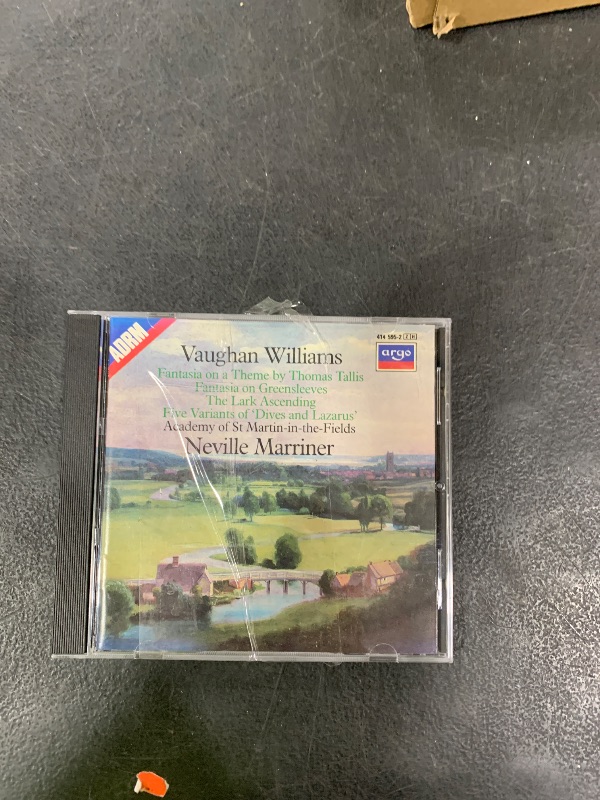 ADRM
414 595-2 ZH
argo
Vaughan Williams
Fantasia on a Theme by Thomas Tallis
Fantasia on Greensleeves
The Lark Ascending
Five Variants of 'Dives and Lazarus'
Academy of St Martin-in-the-Fields
Neville Marriner